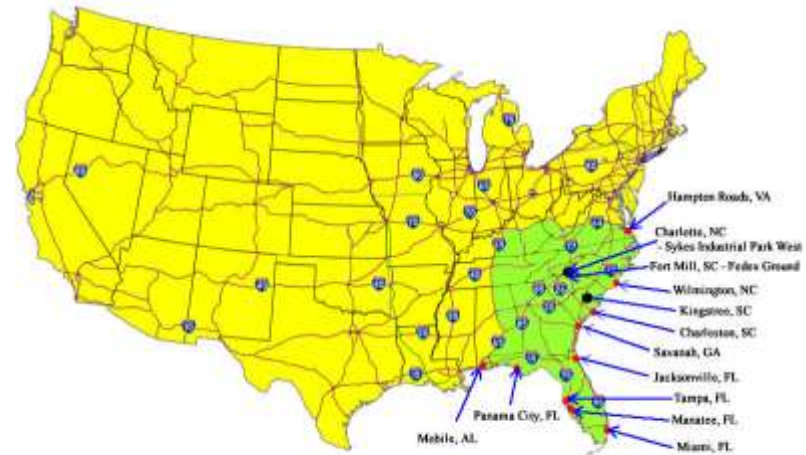 Hampton Roads, VA
Charlotte, NC
- Sykes Industrial Park West
Fort Mill, SC - Fedex Ground
Wilmington, NC
Kingstree, SC
Charleston, SC
Savanah, GA
Jacksonville, FL
Tampa, FL
Manatee, FL
Miami, FL
Panama City, FL
Mobile, AL